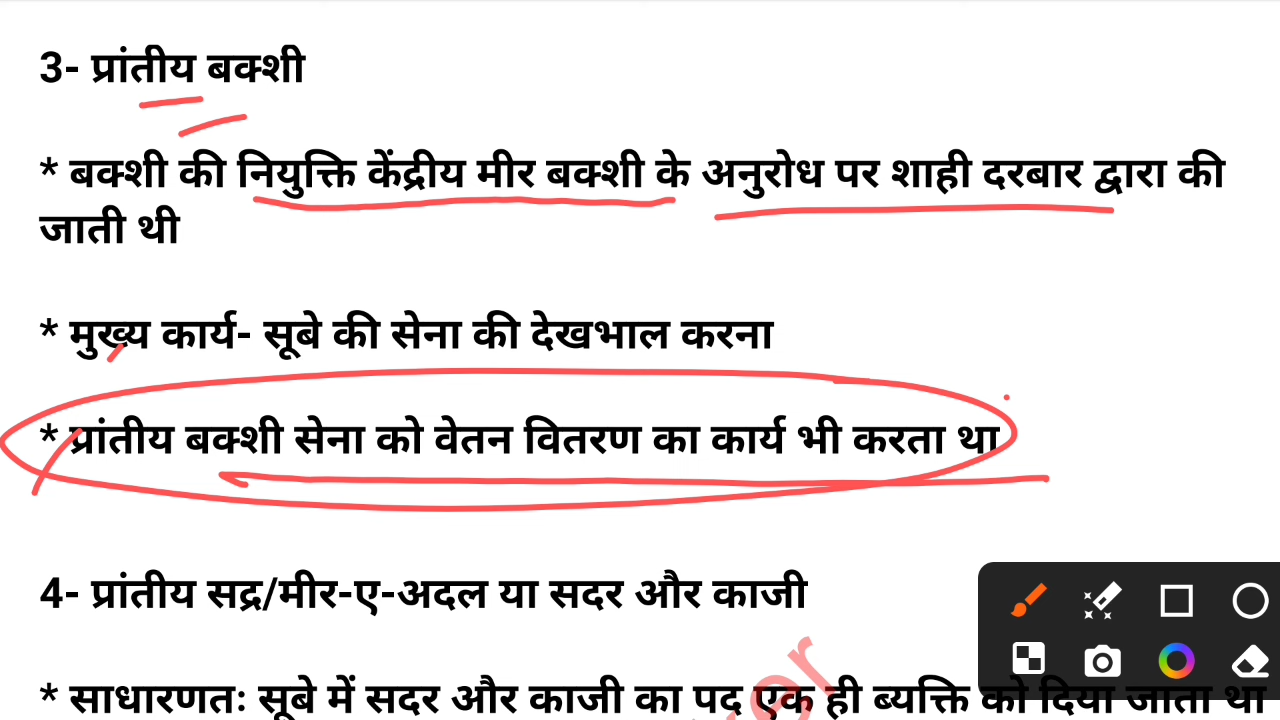 3- प्रांतीय बक्शी
* बक्शी की नियुक्ति केंद्रीय मीर बक्शी के अनुरोध पर शाही दरबार द्वारा की
जाती थी
* मुख्य कार्य- सूबे की सेना की देखभाल करना
* प्रांतीय बक्शी सेना को वेतन वितरण का कार्य भी करता था
4- प्रांतीय सद्र/मीर-ए-अदल या सदर और काजी
* साधारणतः सूबे में सदर और काजी का पद एक ही ब्यक्ति को दिया जाता था